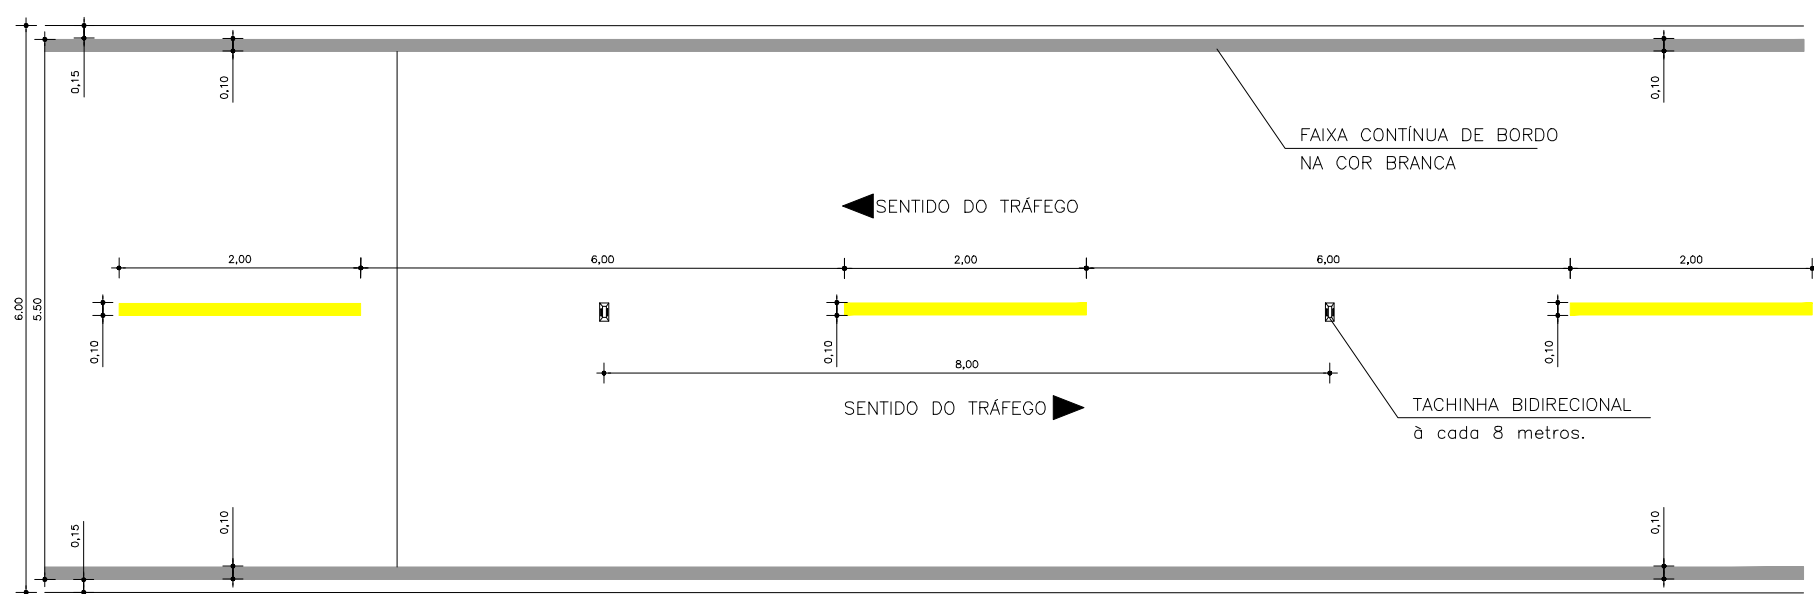 0,15
0,10
0,10
FAIXA CONTÍNUA DE BORDO
NA COR BRANCA
SENTIDO DO TRÁFEGO
2,00
6,00
2,00
6,00
2,00
6.00
5.50
0,10
0,10
0,10
8,00
SENTIDO DO TRÁFEGO
TACHINHA BIDIRECIONAL
à cada 8 metros.
0,15
0,10
0,10